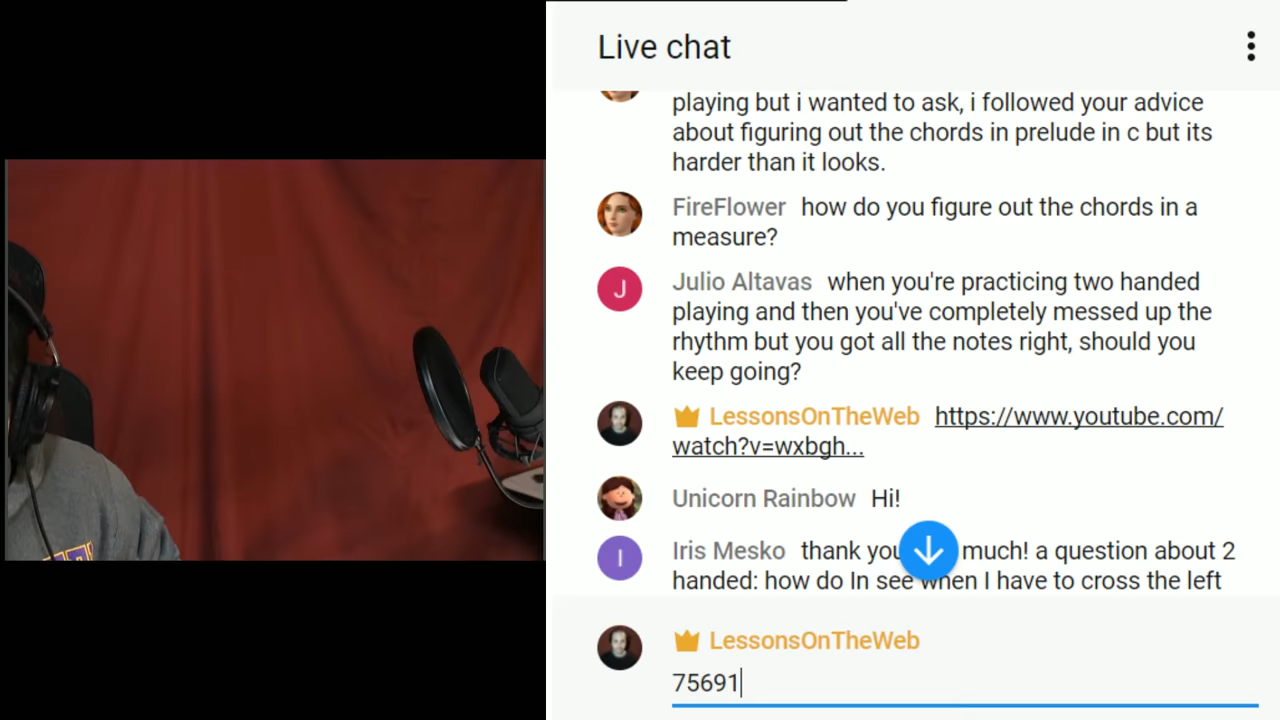 Live chat
playing but i wanted to ask, i followed your advice
about figuring out the chords in prelude in c but its
harder than it looks.
FireFlower how do you figure out the chords in a
measure?
J Julio Altavas when you're practicing two handed
playing and then you've completely messed up the
rhythm but you got all the notes right, should you
keep going?
LessonsOnTheWeb https://www.youtube.com/
watch?v=wxbgh...
Unicorn Rainbow Hi!
I Iris Mesko thank you much! a question about 2
handed: how do In see when I have to cross the left
LessonsOnTheWeb
75691